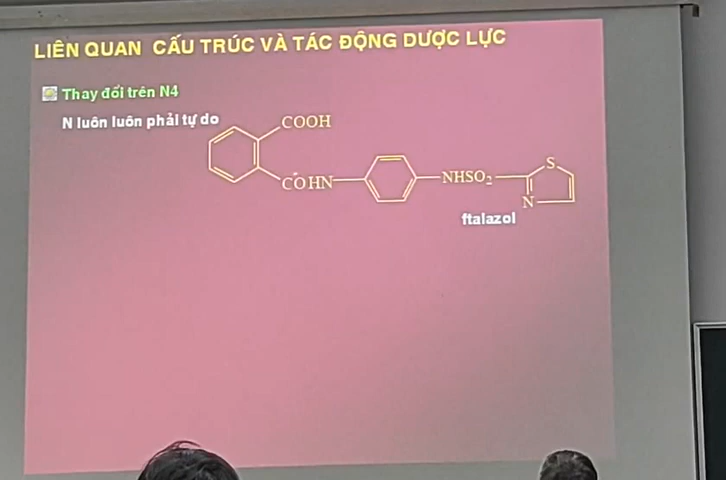 LIÊN QUAN CẤU TRÚC VÀ TÁC ĐỘNG DƯỢC LỰC
Thay đổi trên N4
N luôn luôn phải tự do
COOH
COHN
NHSO₂
S
N
ftalazol